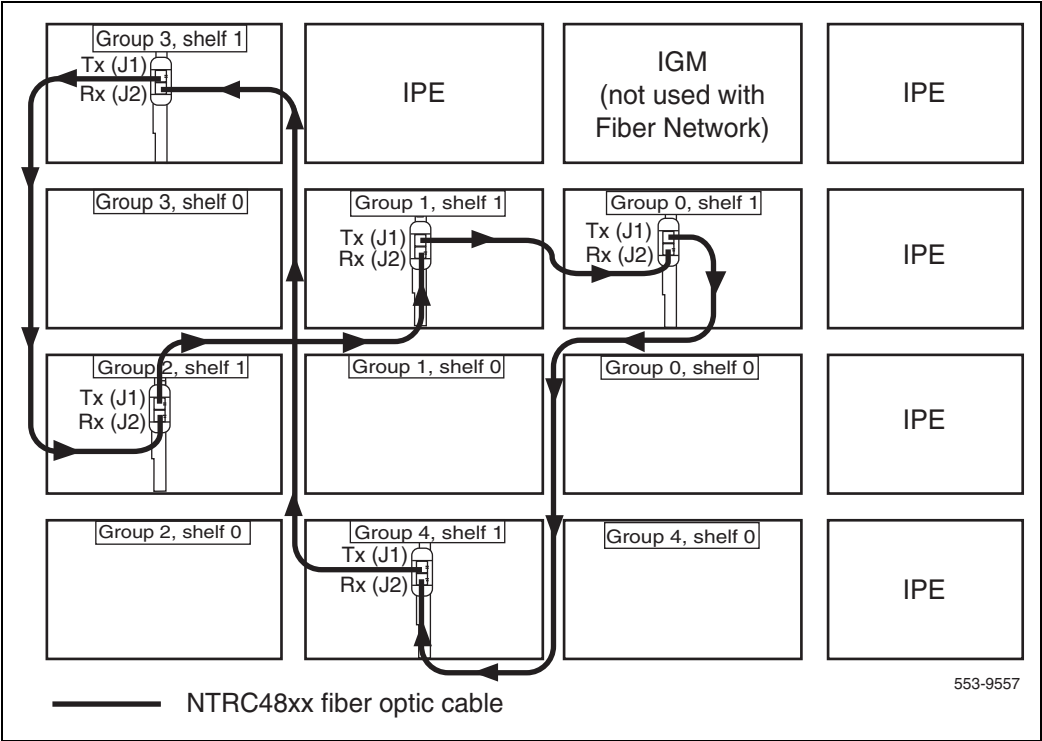 Group 3, shelf 1
Tx (J1)
Rx (J2)
IPE
IGM
(not used with
Fiber Network)
IPE
Group 3, shelf 0
Group 1, shelf 1
Tx (J1)
Rx (J2)
Group 0, shelf 1
Tx (J1)
Rx (J2)
IPE
Group 2, shelf 1
Tx (J1)
Rx (J2)
Group 1, shelf 0
Group 0, shelf 0
IPE
Group 2, shelf 0
Group 4, shelf 1
Tx (J1)
Rx (J2)
Group 4, shelf 0
IPE
553-9557
NTRC48xx fiber optic cable